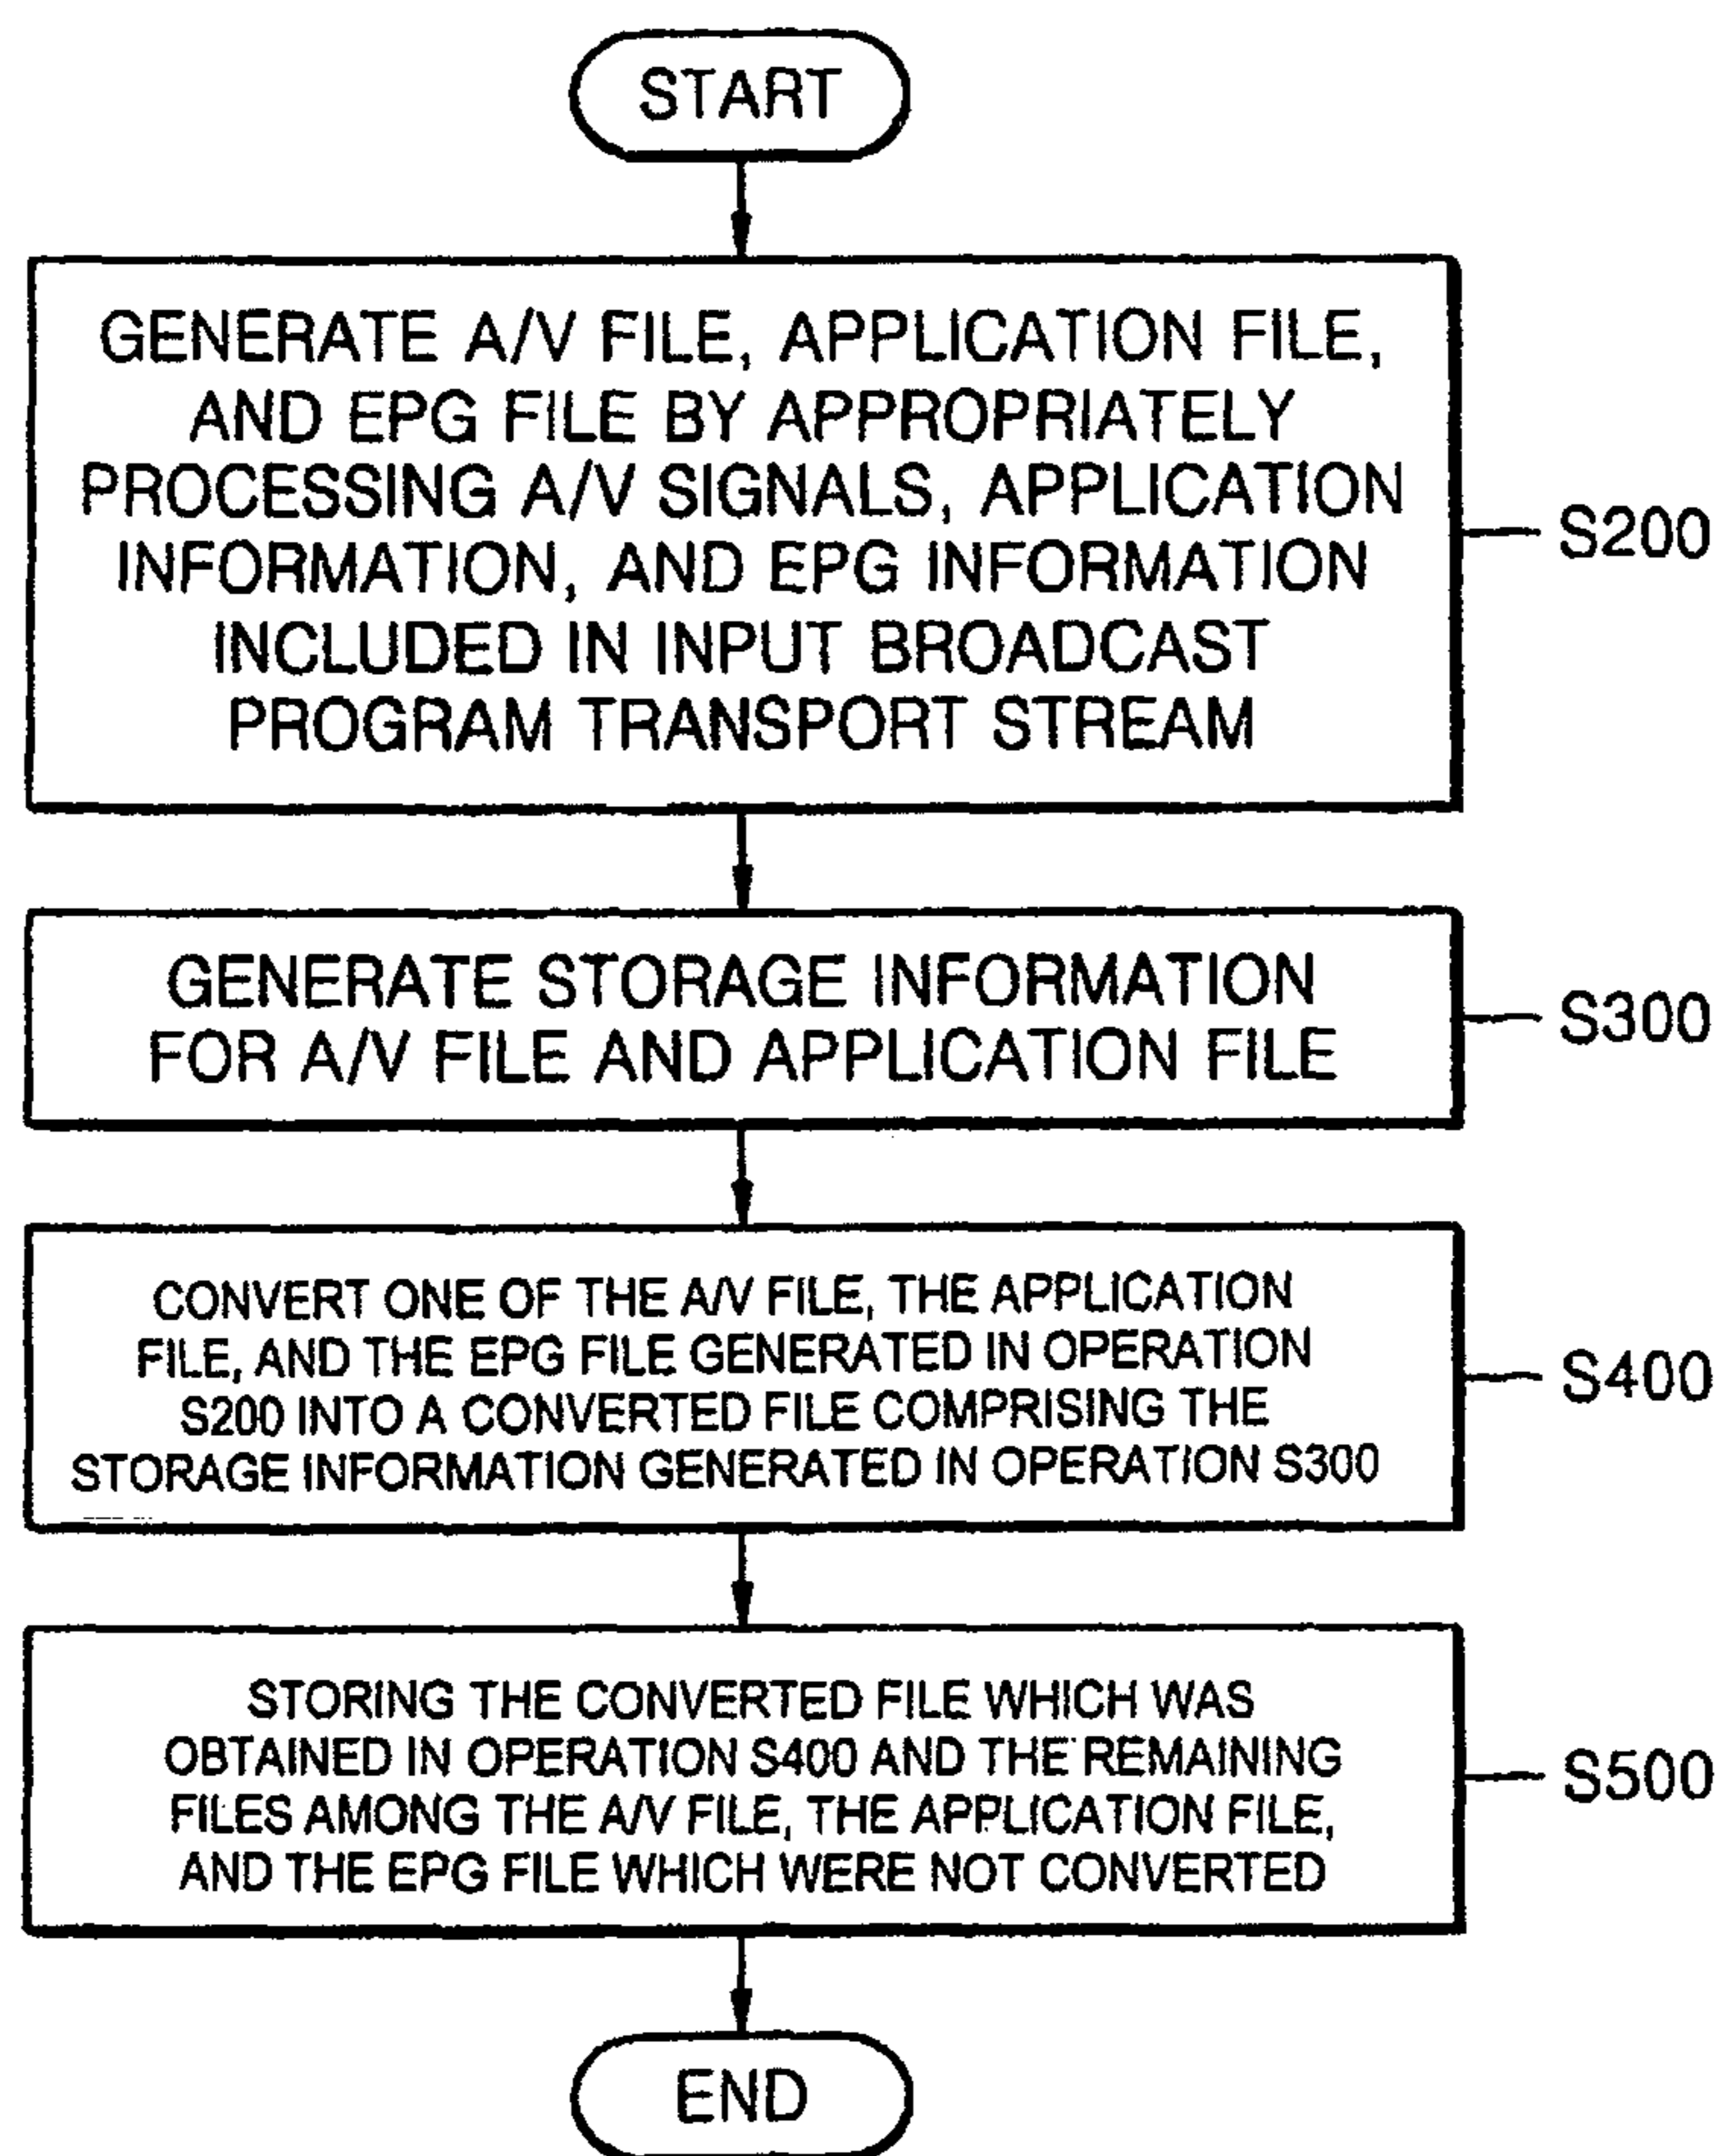 START
GENERATE A/V FILE, APPLICATION FILE,
AND EPG FILE BY APPROPRIATELY
PROCESSING A/V SIGNALS, APPLICATION
INFORMATION, AND EPG INFORMATION
INCLUDED IN INPUT BROADCAST
PROGRAM TRANSPORT STREAM
S200
GENERATE STORAGE INFORMATION
FOR A/V FILE AND APPLICATION FILE
S300
CONVERT ONE OF THE A/V FILE, THE APPLICATION
FILE, AND THE EPG FILE GENERATED IN OPERATION
S200 INTO A CONVERTED FILE COMPRISING THE
STORAGE INFORMATION GENERATED IN OPERATION S300
S400
STORING THE CONVERTED FILE WHICH WAS
OBTAINED IN OPERATION S400 AND THE REMAINING
FILES AMONG THE A/V FILE, THE APPLICATION FILE,
AND THE EPG FILE WHICH WERE NOT CONVERTED
S500
END